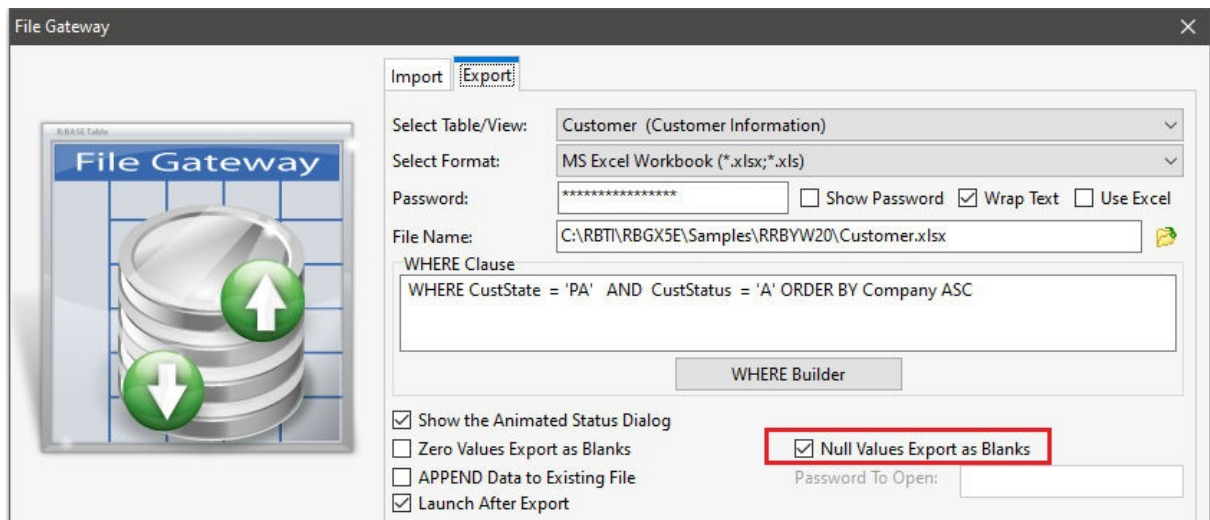 File Gateway
Import Export
R:BASE Table
File Gateway
Select Table/View: Customer (Customer Information)
Select Format: MS Excel Workbook (*.xlsx;*.xls)
Password: **************** Show Password Wrap Text Use Excel
File Name: C:\RBTI\RBGX5E\Samples\RRBYW20\Customer.xlsx
WHERE Clause
WHERE CustState = 'PA' AND CustStatus = 'A' ORDER BY Company ASC
WHERE Builder
Show the Animated Status Dialog
Zero Values Export as Blanks Null Values Export as Blanks
APPEND Data to Existing File Password To Open:
Launch After Export